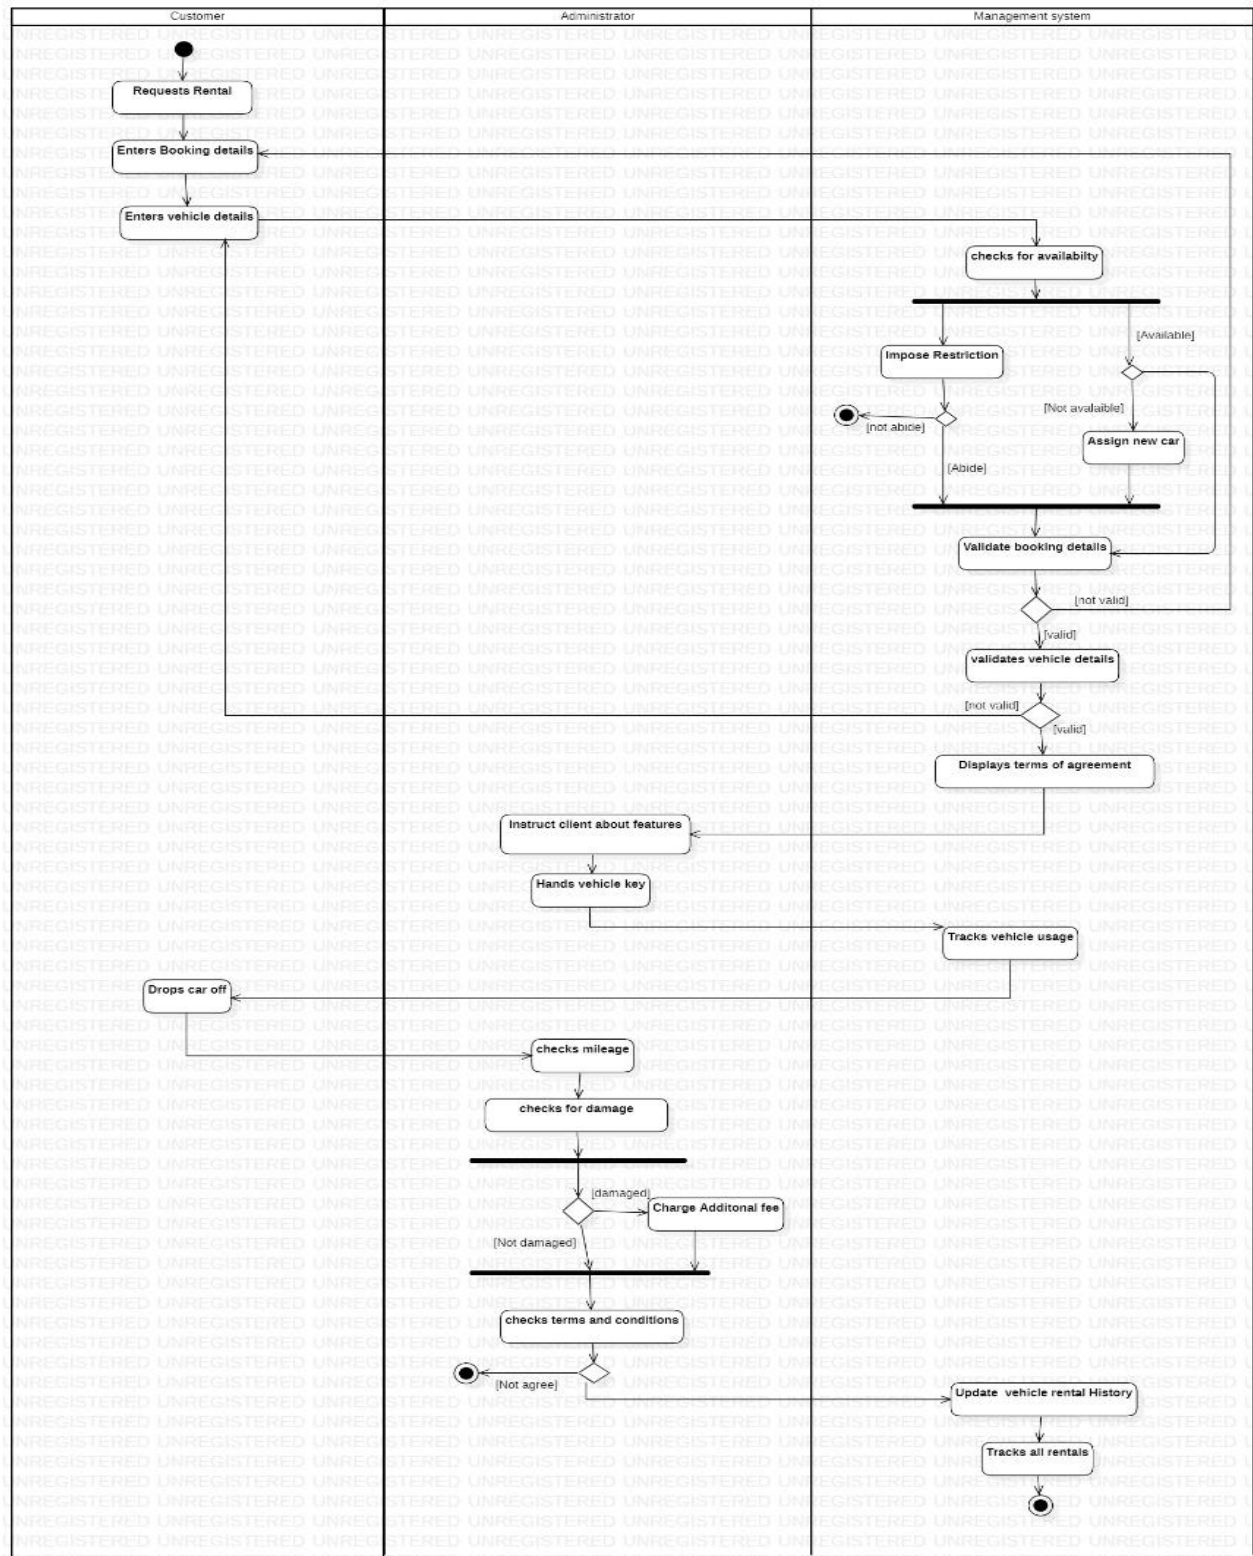 Customer
Administrator
Management system
Requests Rental
Enters Booking details
Enters vehicle details
checks for availabilty
[Available]
Impose Restriction
[Not avalaible]
[not abide]
Assign new car
[Abide]
Validate booking details
[not valid]
[valid]
validates vehicle details
[not valid]
[valid]
Displays terms of agreement
Instruct client about features
Hands vehicle key
Tracks vehicle usage
Drops car off
checks mileage
checks for damage
[damaged]
Charge Additonal fee
[Not damaged]
checks terms and conditions
[Not agree]
Update vehicle rental History
Tracks all rentals
UNREGISTERED